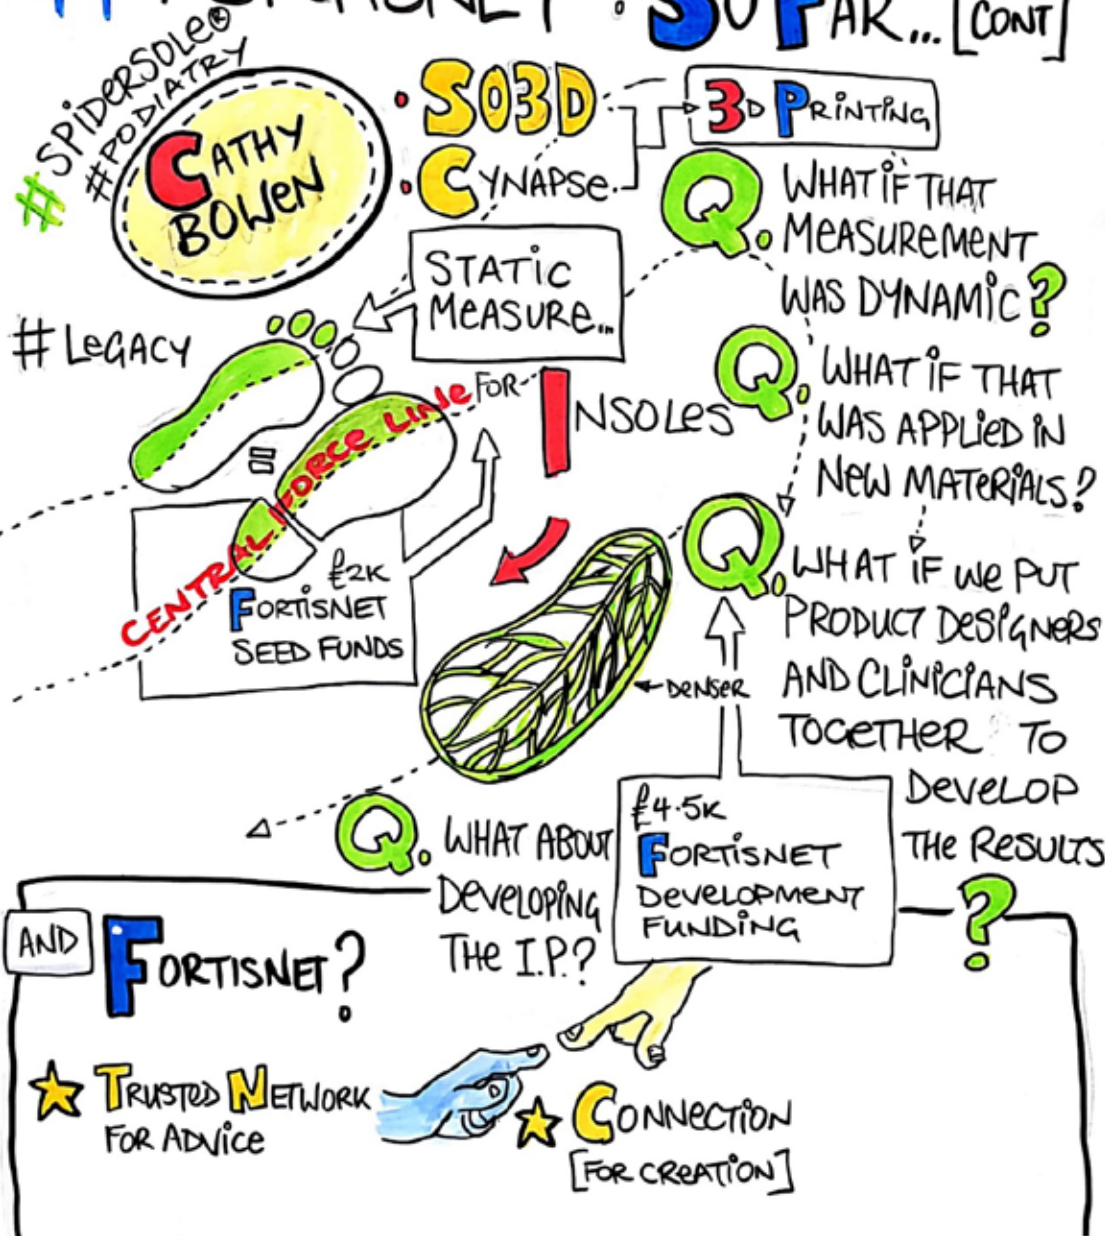 SO FAR... [CONT]
#SPIDERSOLE®
#PODIATRY
CATHY
BOWEN
• SO3D
• CYNAPSE.
3D PRINTING
Q. WHAT IF THAT
MEASUREMENT
WAS DYNAMIC?
STATIC
MEASURE...
# LEGACY
Q. WHAT IF THAT
WAS APPLIED IN
NEW MATERIALS?
CENTRAL FORCE LINE FOR
INSOLES
£2K
FORTISNET
SEED FUNDS
Q. WHAT IF WE PUT
PRODUCT DESIGNERS
AND CLINICIANS
TOGETHER TO
DEVELOP
THE RESULTS
?
DENSER
£4.5K
FORTISNET
DEVELOPMENT
FUNDING
Q. WHAT ABOUT
DEVELOPING
THE I.P.?
AND FORTISNET?
TRUSTED NETWORK
FOR ADVICE
CONNECTION
[FOR CREATION]